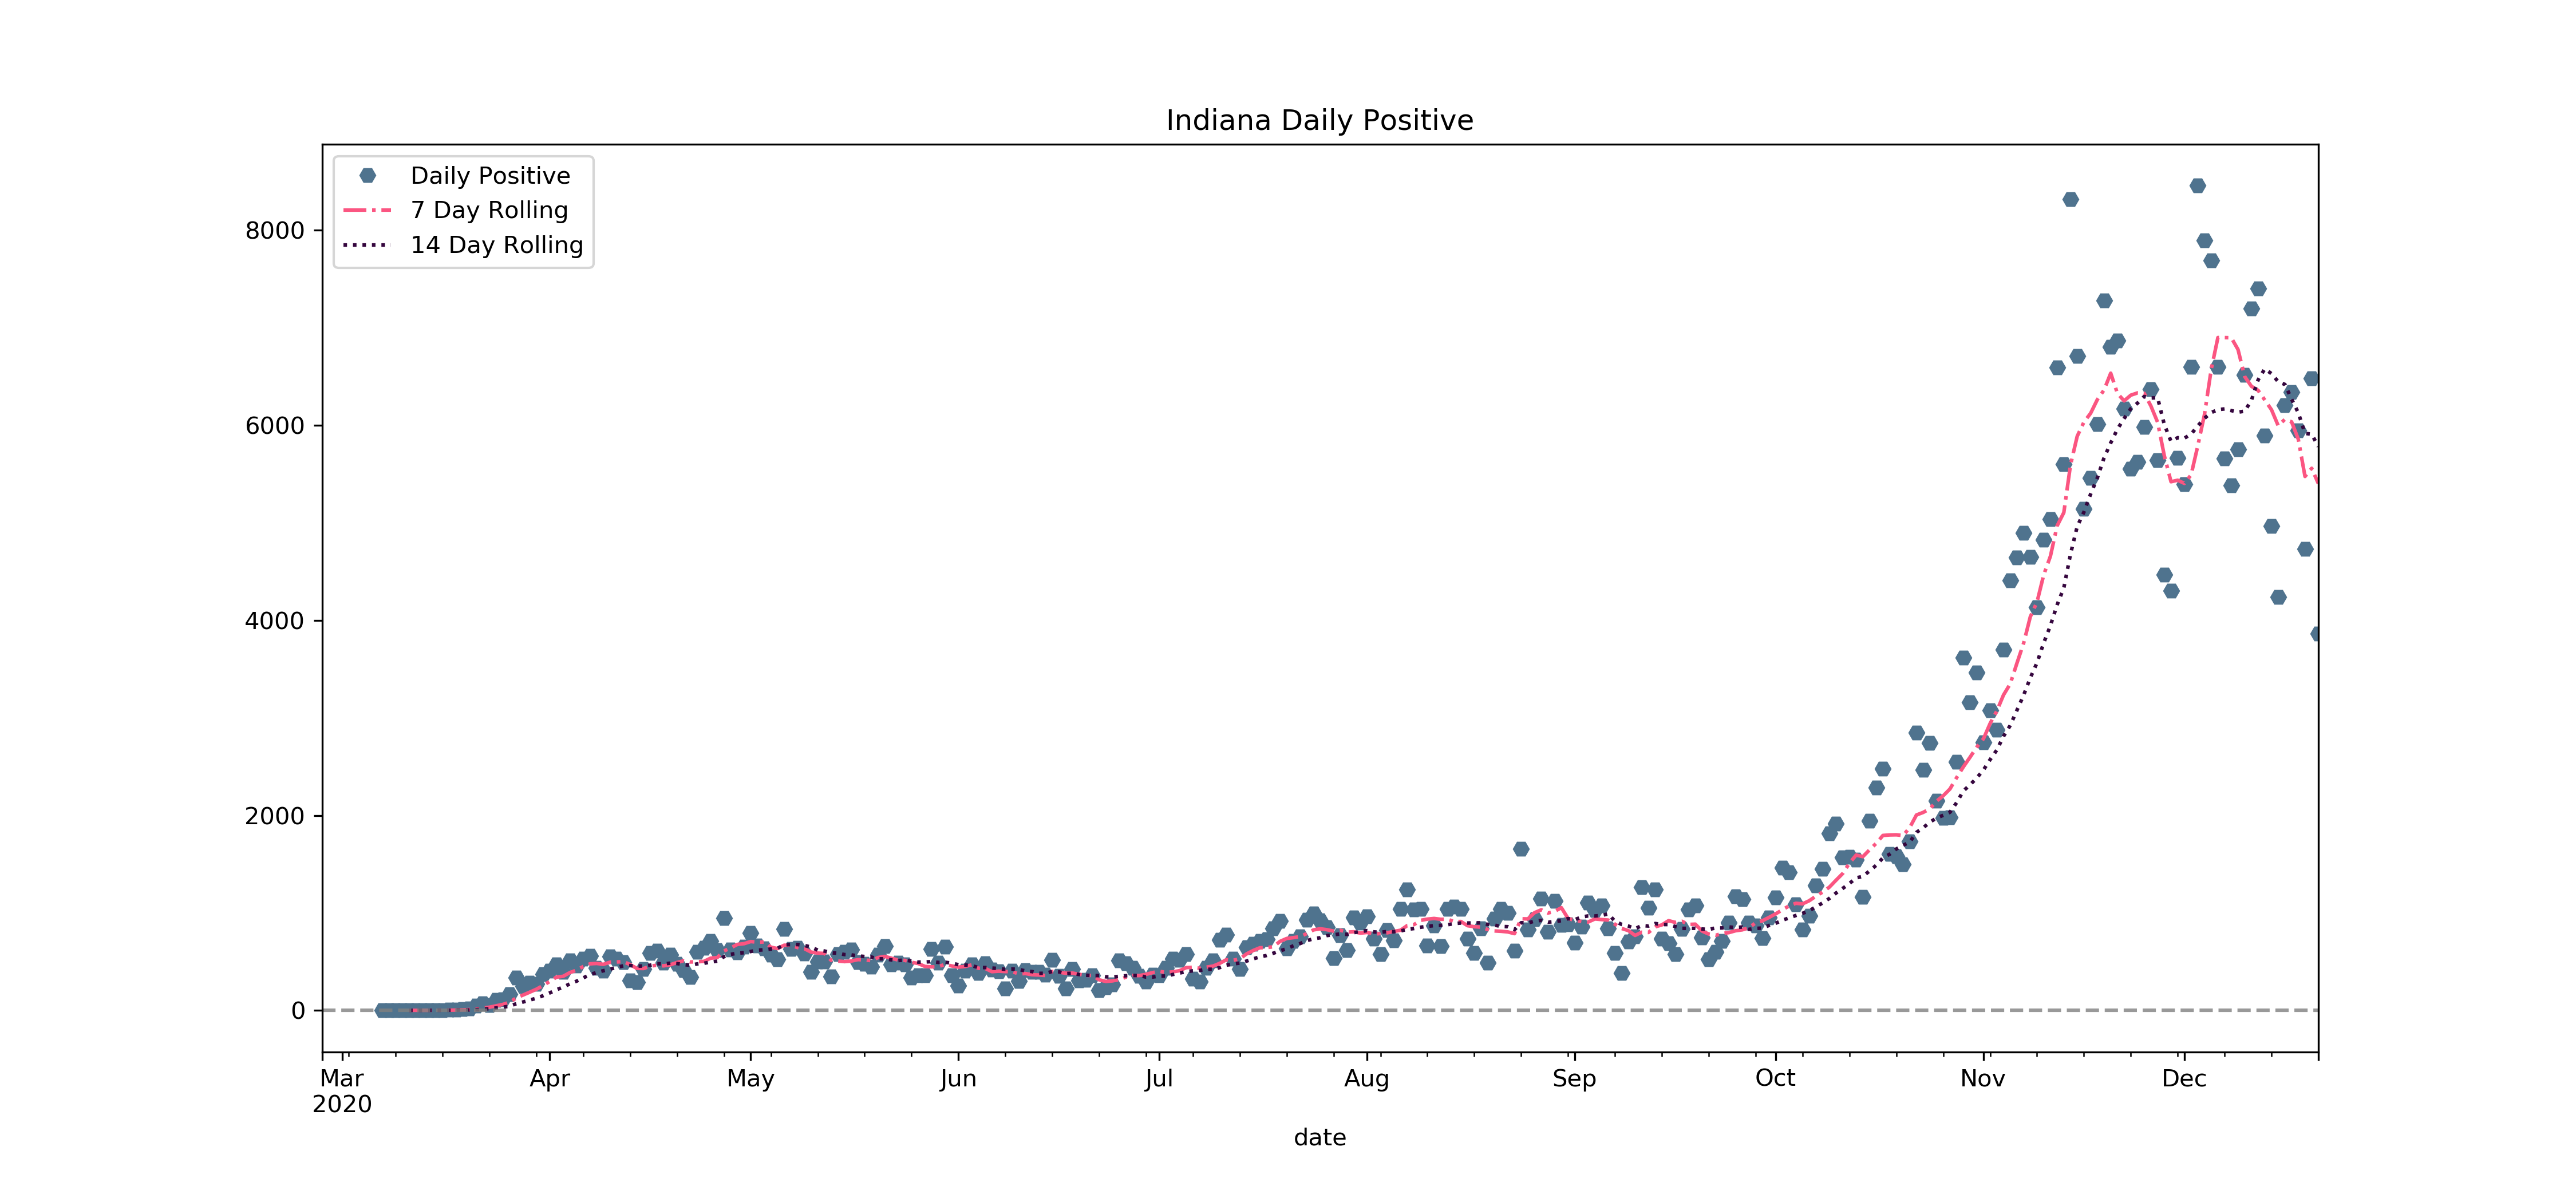 Indiana Daily Positive
Daily Positive
7 Day Rolling
14 Day Rolling
8000
6000
4000
2000
0
Mar Apr May Jun Jul Aug Sep Oct Nov Dec
2020
date